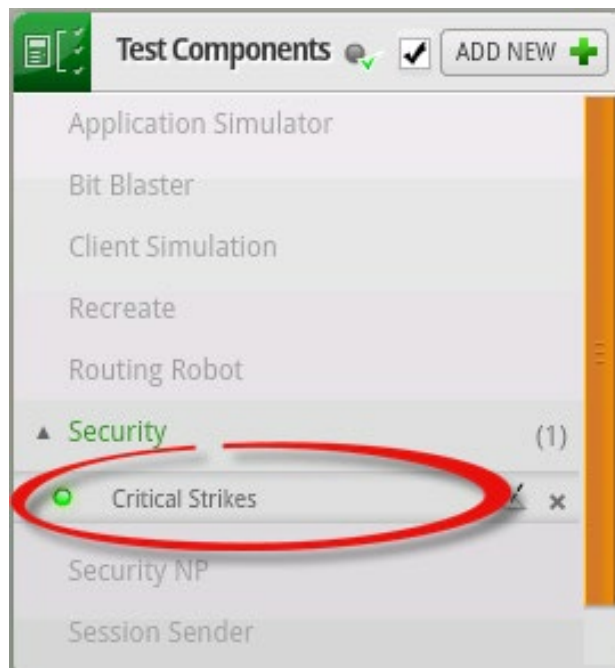 Test Components ADD NEW
Application Simulator
Bit Blaster
Client Simulation
Recreate
Routing Robot
Security (1)
Critical Strikes
Security NP
Session Sender